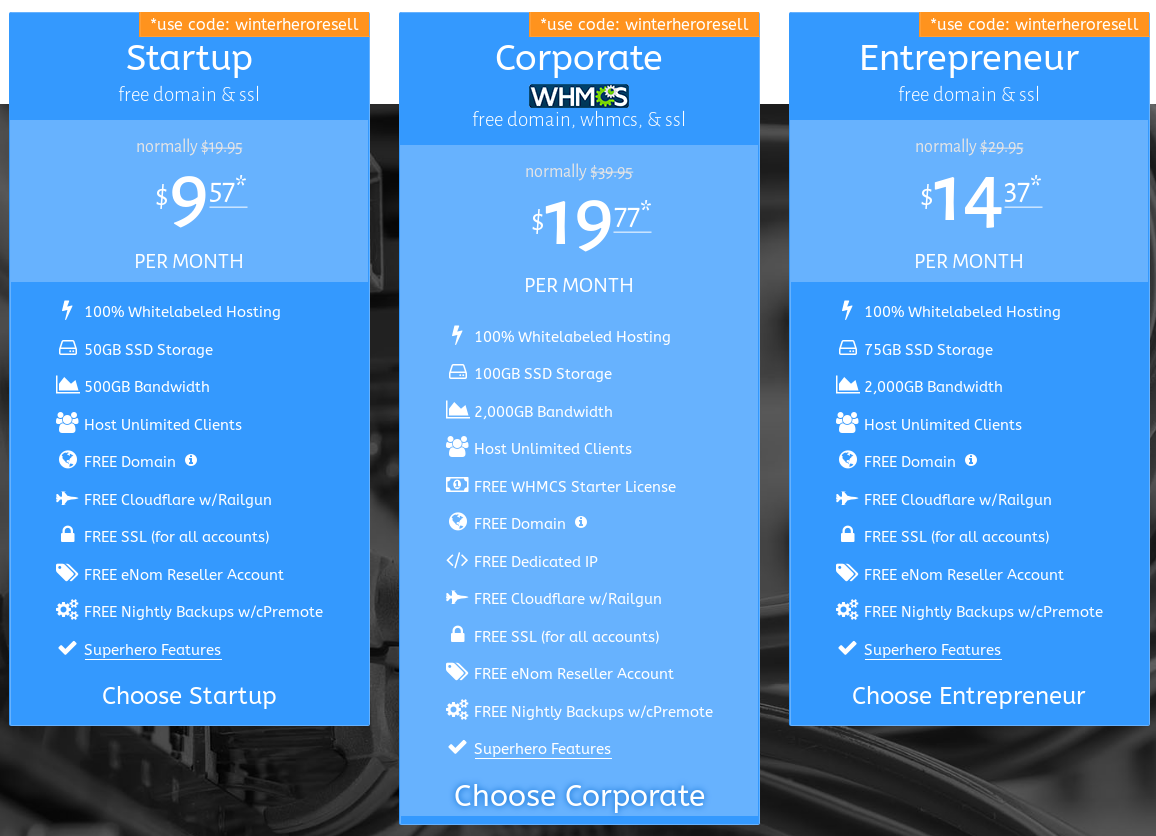 *use code: winterheroresell
Startup
free domain & ssl
normally $19.95
$9 57*
PER MONTH
100% Whitelabeled Hosting
50GB SSD Storage
500GB Bandwidth
Host Unlimited Clients
FREE Domain
FREE Cloudflare w/Railgun
FREE SSL (for all accounts)
FREE eNom Reseller Account
FREE Nightly Backups w/cPremote
Superhero Features
Choose Startup
*use code: winterheroresell
Corporate
WHMCS
free domain, whmcs, & ssl
normally $39.95
$19 77*
PER MONTH
100% Whitelabeled Hosting
100GB SSD Storage
2,000GB Bandwidth
Host Unlimited Clients
FREE WHMCS Starter License
FREE Domain
FREE Dedicated IP
FREE Cloudflare w/Railgun
FREE SSL (for all accounts)
FREE eNom Reseller Account
FREE Nightly Backups w/cPremote
Superhero Features
Choose Corporate
*use code: winterheroresell
Entrepreneur
free domain & ssl
normally $29.95
$14 37*
PER MONTH
100% Whitelabeled Hosting
75GB SSD Storage
2,000GB Bandwidth
Host Unlimited Clients
FREE Domain
FREE Cloudflare w/Railgun
FREE SSL (for all accounts)
FREE eNom Reseller Account
FREE Nightly Backups w/cPremote
Superhero Features
Choose Entrepreneur